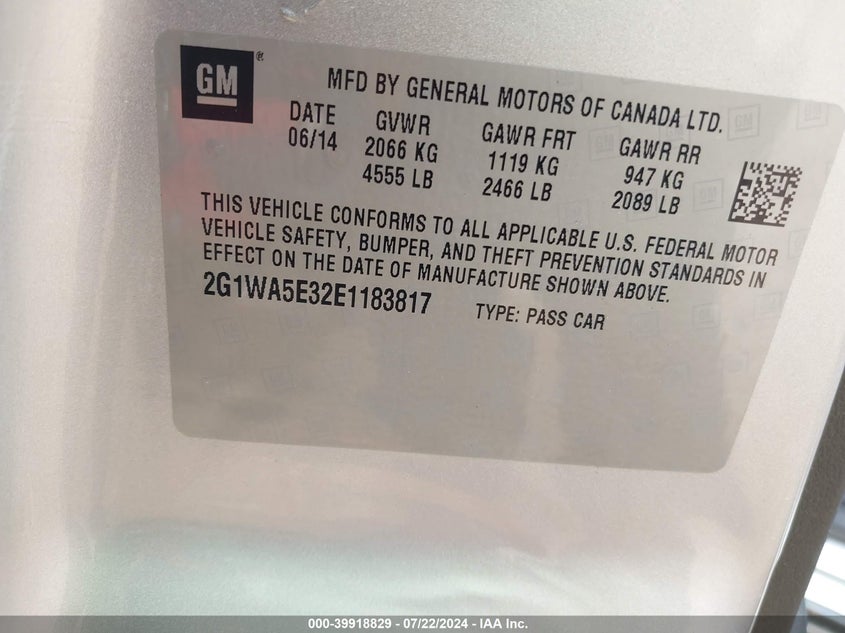 GM®
MFD BY GENERAL MOTORS OF CANADA LTD.
DATE GVWR GAWR FRT GAWR RR
06/14 2066 KG 1119 KG 947 KG
4555 LB 2466 LB 2089 LB
THIS VEHICLE CONFORMS TO ALL APPLICABLE U.S. FEDERAL MOTOR
VEHICLE SAFETY, BUMPER, AND THEFT PREVENTION STANDARDS IN
EFFECT ON THE DATE OF MANUFACTURE SHOWN ABOVE.
2G1WA5E32E1183817 TYPE: PASS CAR
000-39918829 - 07/22/2024 - IAA Inc.